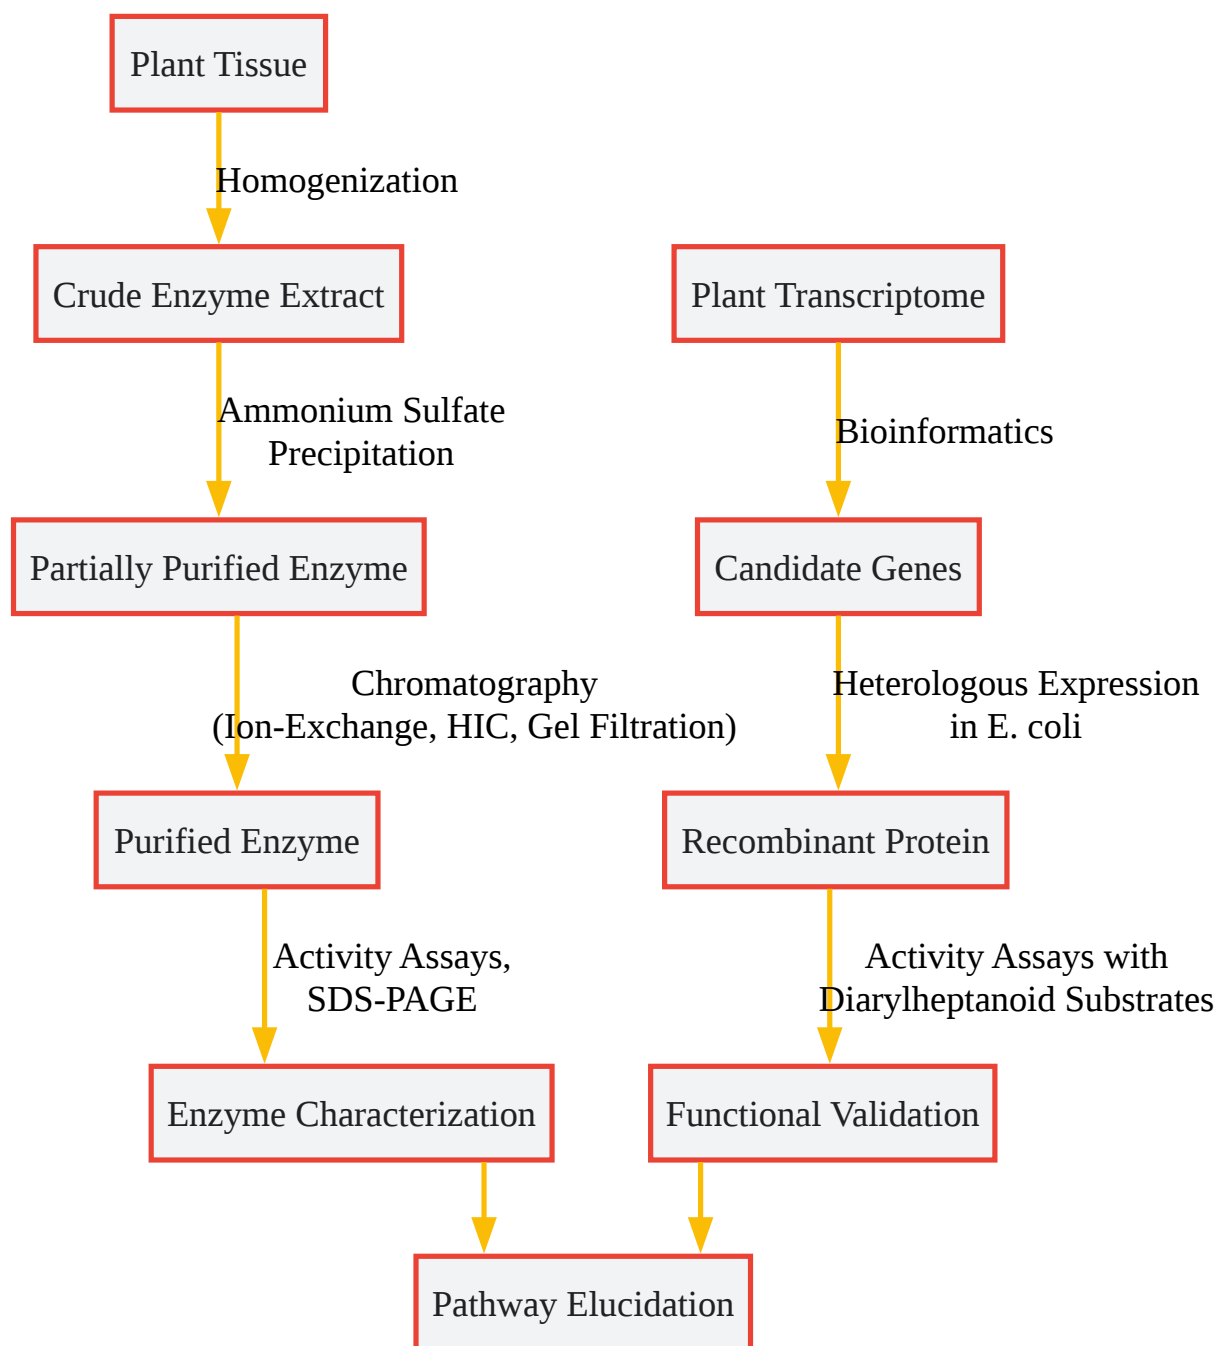 Plant Tissue
Homogenization
Crude Enzyme Extract
Plant Transcriptome
Ammonium Sulfate
Precipitation
Bioinformatics
Partially Purified Enzyme
Candidate Genes
Chromatography
(Ion-Exchange, HIC, Gel Filtration)
Heterologous Expression
in E. coli
Purified Enzyme
Recombinant Protein
Activity Assays,
SDS-PAGE
Activity Assays with
Diarylheptanoid Substrates
Enzyme Characterization
Functional Validation
Pathway Elucidation